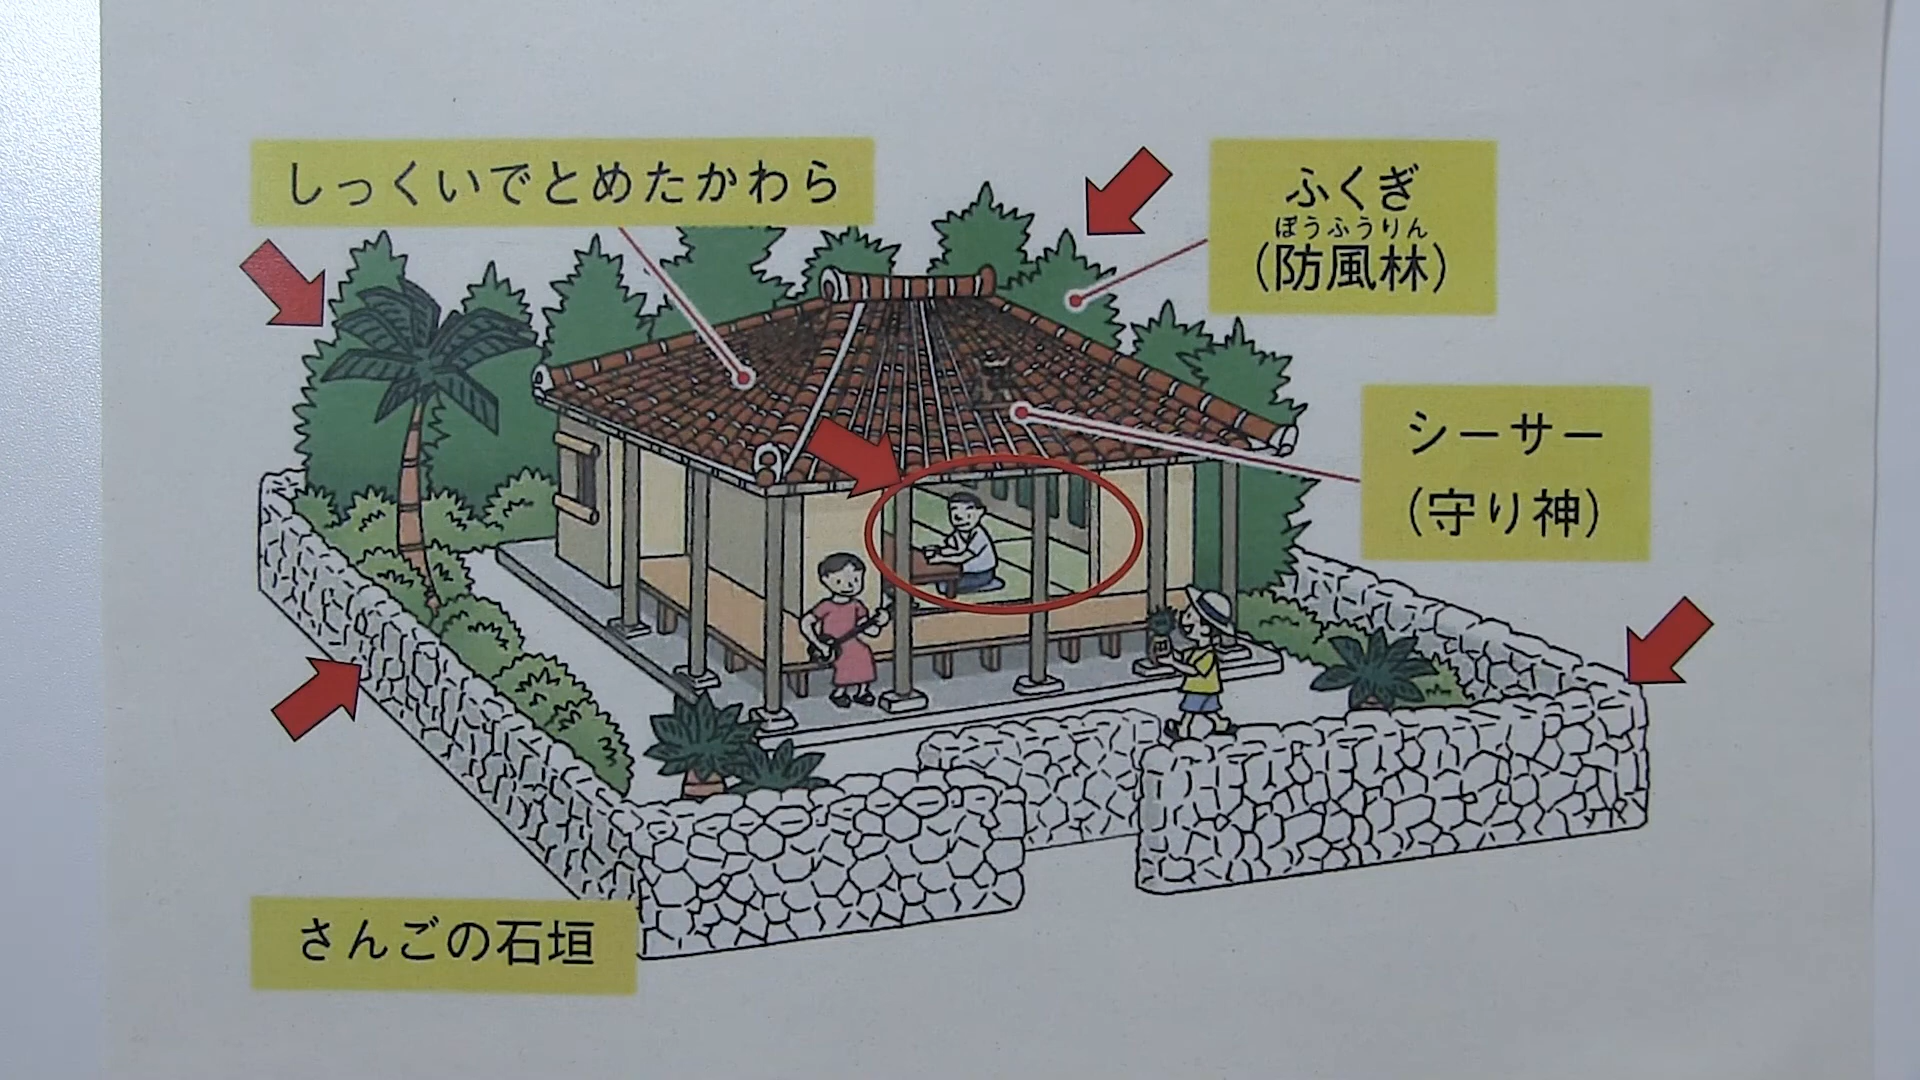 しっくいでとめたかわら
ふくぎ
ぼうふうりん
(防風林)
シーサー
(守り神)
さんごの石垣